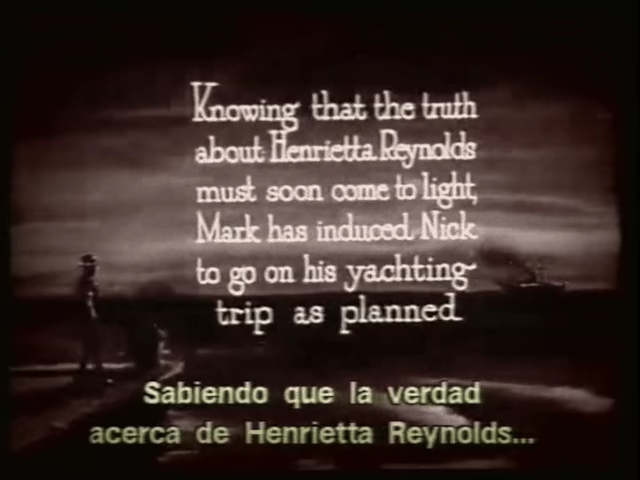 Knowing that the truth
about Henrietta Reynolds
must soon come to light,
Mark has induced Nick
to go on his yachting
trip as planned
Sabiendo que la verdad
acerca de Henrietta Reynolds...